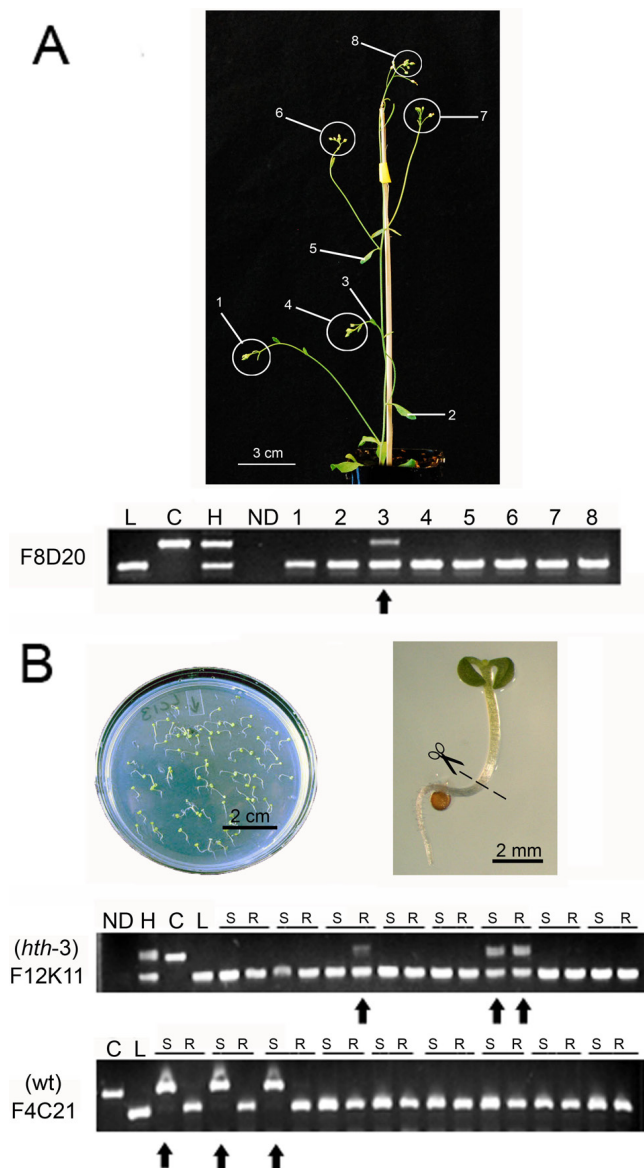 A
8
6
7
5
3
1
4
2
3 cm
L C H ND 1 2 3 4 5 6 7 8
F8D20
B
2 cm
2 mm
ND H C L S R S R S R S R S R S R S R S R
(hth-3)
F12K11
C L S R S R S R S R S R S R S R S R S R
(wt)
F4C21